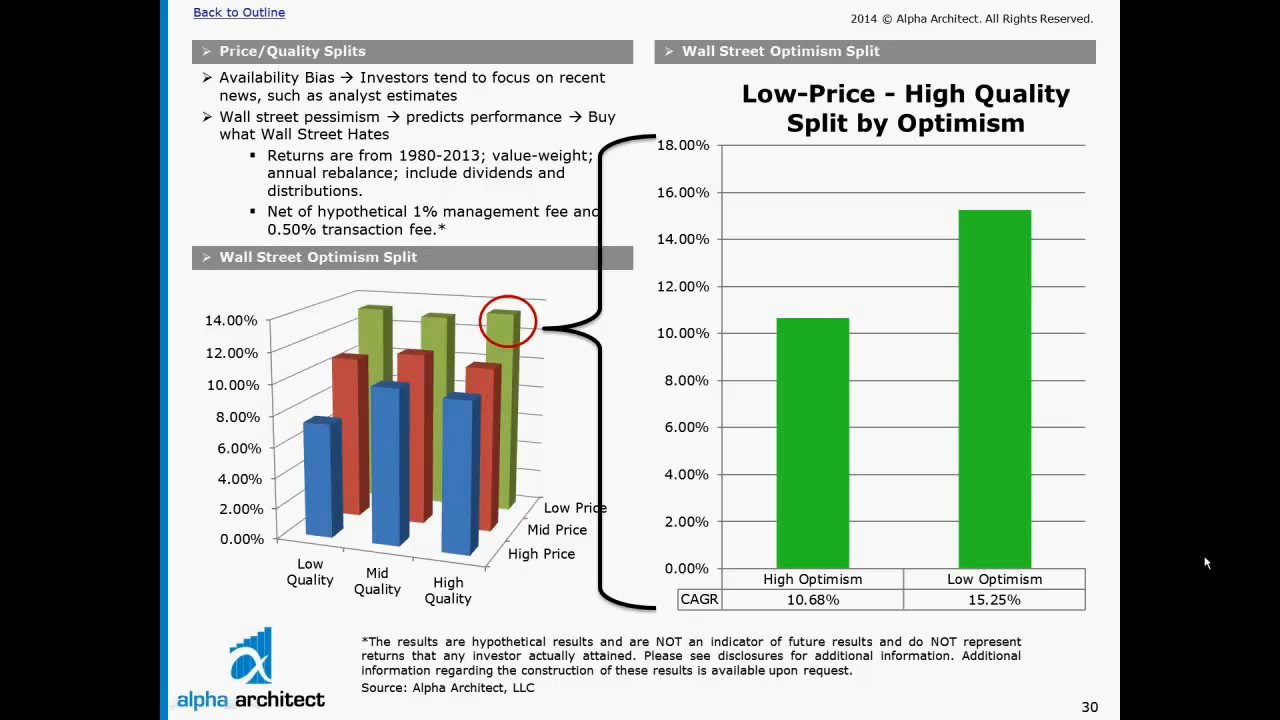 Back to Outline
2014 © Alpha Architect. All Rights Reserved.
Price/Quality Splits
Availability Bias → Investors tend to focus on recent
news, such as analyst estimates
Wall street pessimism → predicts performance → Buy
what Wall Street Hates
Returns are from 1980-2013; value-weight;
annual rebalance; include dividends and
distributions.
Net of hypothetical 1% management fee and
0.50% transaction fee.*
Wall Street Optimism Split
14.00%
12.00%
10.00%
8.00%
6.00%
4.00%
2.00%
0.00%
Low Price
Mid Price
High Price
Low
Quality
Mid
Quality
High
Quality
Wall Street Optimism Split
Low-Price - High Quality
Split by Optimism
18.00%
16.00%
14.00%
12.00%
10.00%
8.00%
6.00%
4.00%
2.00%
0.00%
High Optimism Low Optimism
CAGR 10.68% 15.25%
*The results are hypothetical results and are NOT an indicator of future results and do NOT represent
returns that any investor actually attained. Please see disclosures for additional information. Additional
information regarding the construction of these results is available upon request.
Source: Alpha Architect, LLC
alpha architect
30